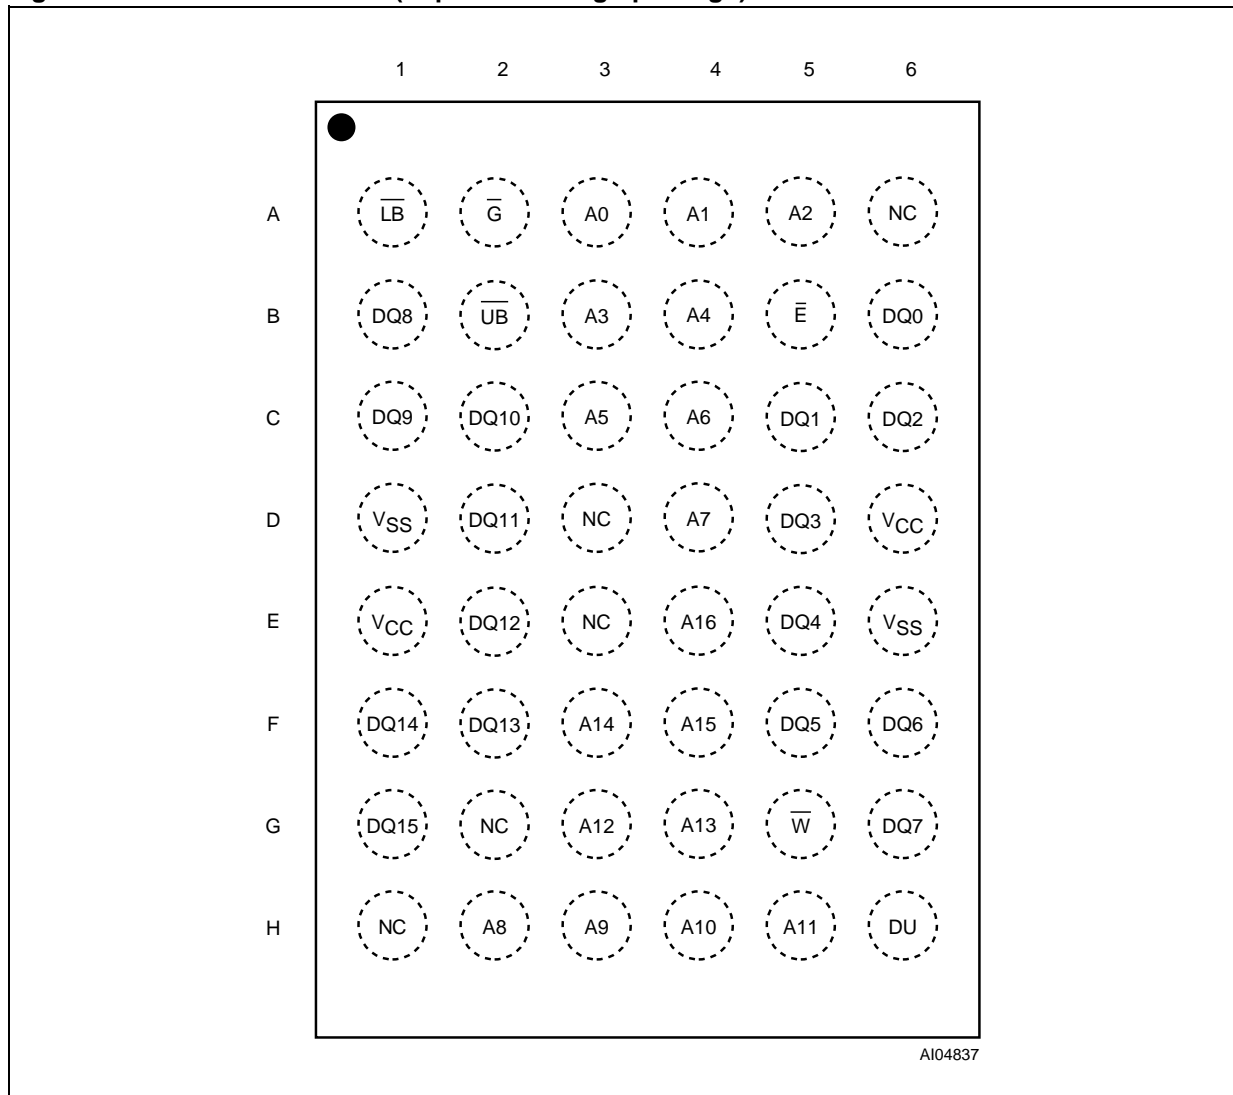 1 2 3 4 5 6
A L̅B̅ G̅ A0 A1 A2 NC
B DQ8 U̅B̅ A3 A4 E̅ DQ0
C DQ9 DQ10 A5 A6 DQ1 DQ2
D VSS DQ11 NC A7 DQ3 VCC
E VCC DQ12 NC A16 DQ4 VSS
F DQ14 DQ13 A14 A15 DQ5 DQ6
G DQ15 NC A12 A13 W̅ DQ7
H NC A8 A9 A10 A11 DU
AI04837